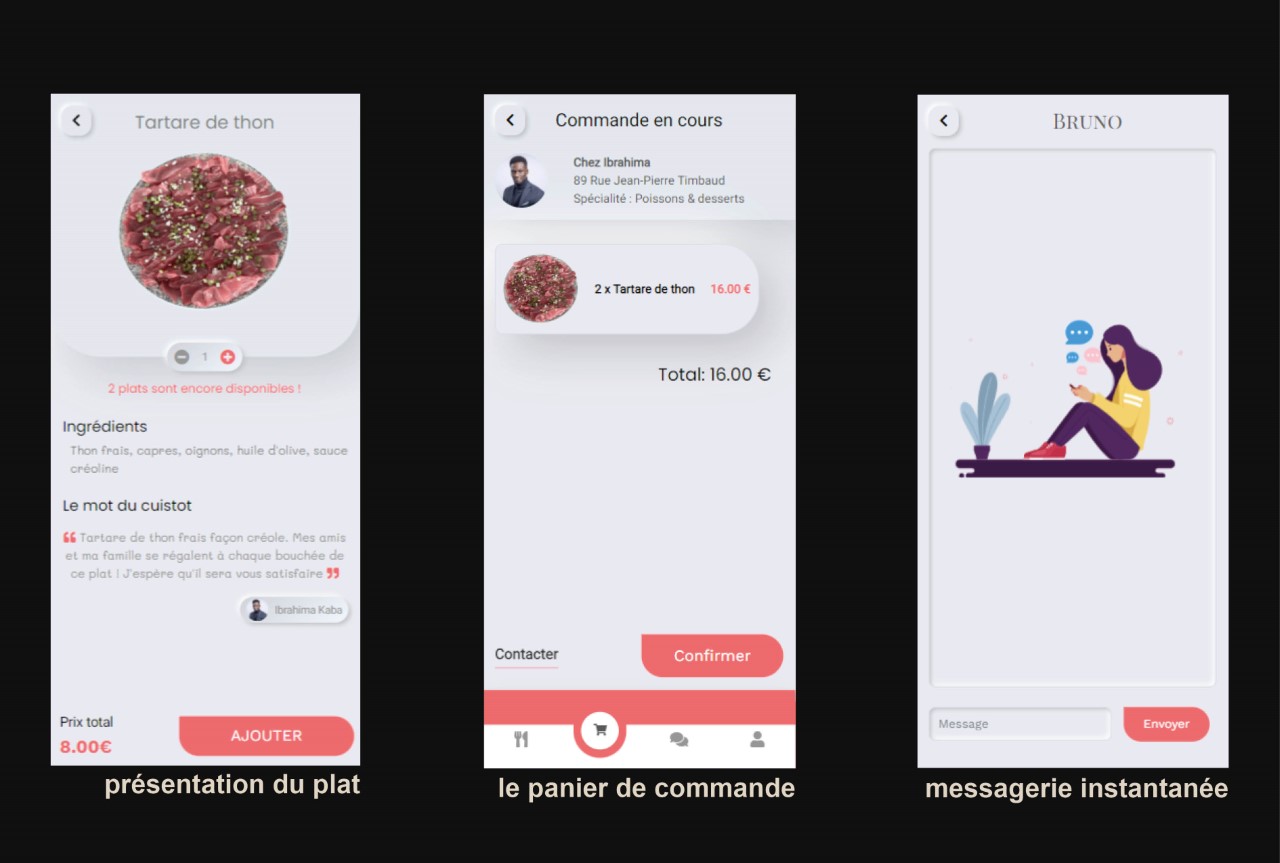 Tartare de thon
1
2 plats sont encore disponibles !
Ingrédients
Thon frais, capres, oignons, huile d'olive, sauce
créoline
Le mot du cuistot
❝ Tartare de thon frais façon créole. Mes amis
et ma famille se régalent à chaque bouchée de
ce plat ! J'espère qu'il sera vous satisfaire ❞
Ibrahima Kaba
Prix total
8.00€
AJOUTER
présentation du plat
Commande en cours
Chez Ibrahima
89 Rue Jean-Pierre Timbaud
Spécialité : Poissons & desserts
2 x Tartare de thon 16.00 €
Total: 16.00 €
Contacter
Confirmer
le panier de commande
BRUNO
Message
Envoyer
messagerie instantanée